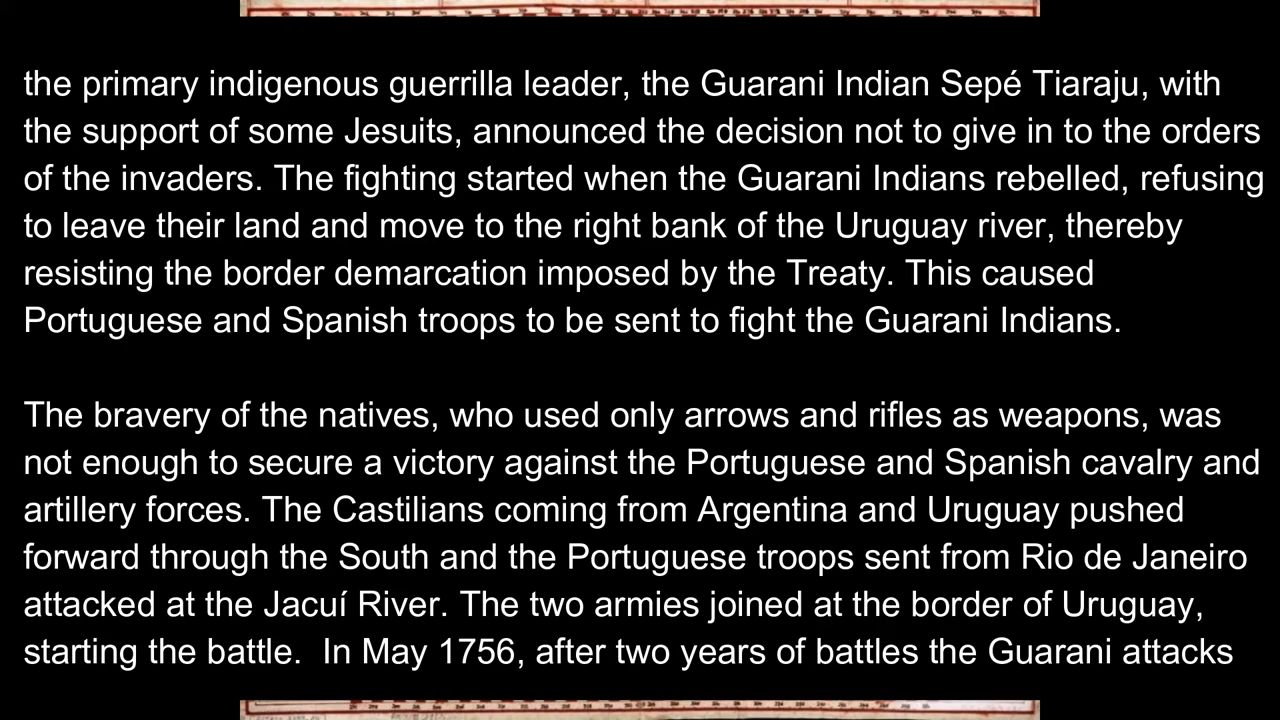 the primary indigenous guerrilla leader, the Guarani Indian Sepé Tiaraju, with
the support of some Jesuits, announced the decision not to give in to the orders
of the invaders. The fighting started when the Guarani Indians rebelled, refusing
to leave their land and move to the right bank of the Uruguay river, thereby
resisting the border demarcation imposed by the Treaty. This caused
Portuguese and Spanish troops to be sent to fight the Guarani Indians.

The bravery of the natives, who used only arrows and rifles as weapons, was
not enough to secure a victory against the Portuguese and Spanish cavalry and
artillery forces. The Castilians coming from Argentina and Uruguay pushed
forward through the South and the Portuguese troops sent from Rio de Janeiro
attacked at the Jacuí River. The two armies joined at the border of Uruguay,
starting the battle.  In May 1756, after two years of battles the Guarani attacks